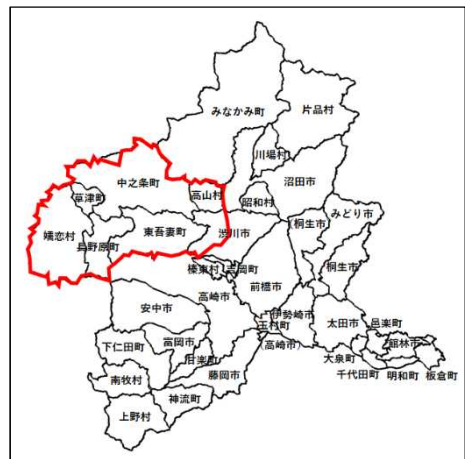 みなかみ町
片品村
川場村
中之条町
沼田市
草津町
高山村
昭和村
みどり市
嬬恋村
東吾妻町
渋川市
桐生市
長野原町
榛東村
吉岡町
桐生市
前橋市
安中市
高崎市
伊勢崎市
太田市
邑楽町
玉村町
館林市
下仁田町
富岡市
甘楽町
高崎市
大泉町
藤岡市
千代田町
明和町
板倉町
南牧村
神流町
上野村